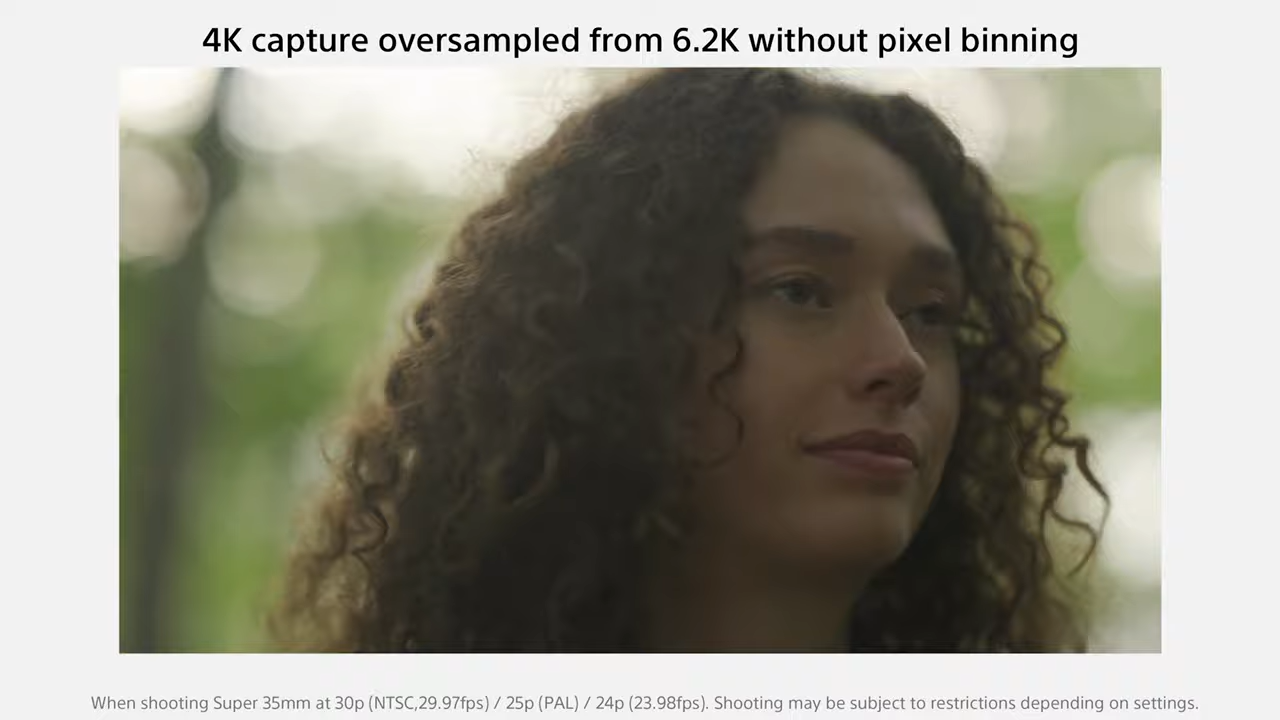 4K capture oversampled from 6.2K without pixel binning
When shooting Super 35mm at 30p (NTSC,29.97fps) / 25p (PAL) / 24p (23.98fps). Shooting may be subject to restrictions depending on settings.